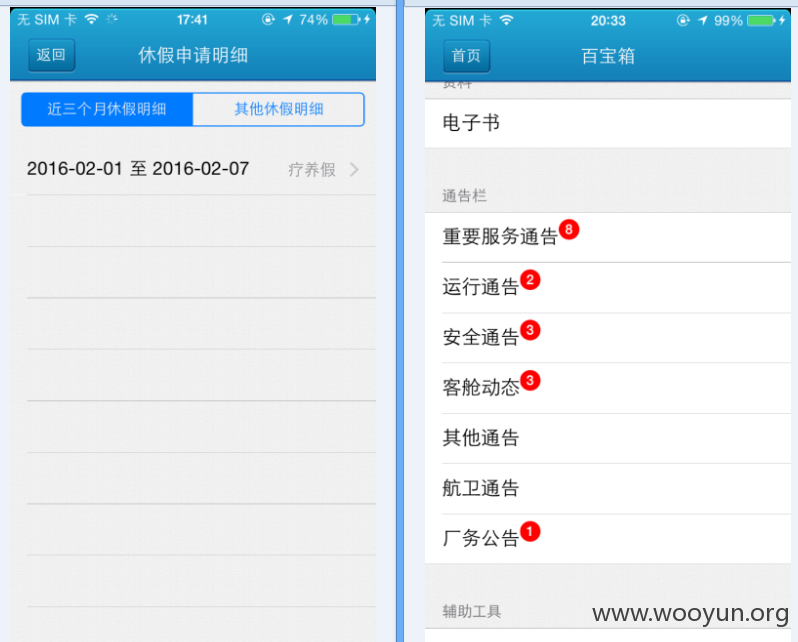 无 SIM 卡 17:41 74%
返回 休假申请明细
近三个月休假明细 其他休假明细
2016-02-01 至 2016-02-07 疗养假
无 SIM 卡 20:33 99%
首页 百宝箱
资料
电子书
通告栏
重要服务通告 8
运行通告 2
安全通告 3
客舱动态 3
其他通告
航卫通告
厂务公告 1
辅助工具
www.wooyun.org